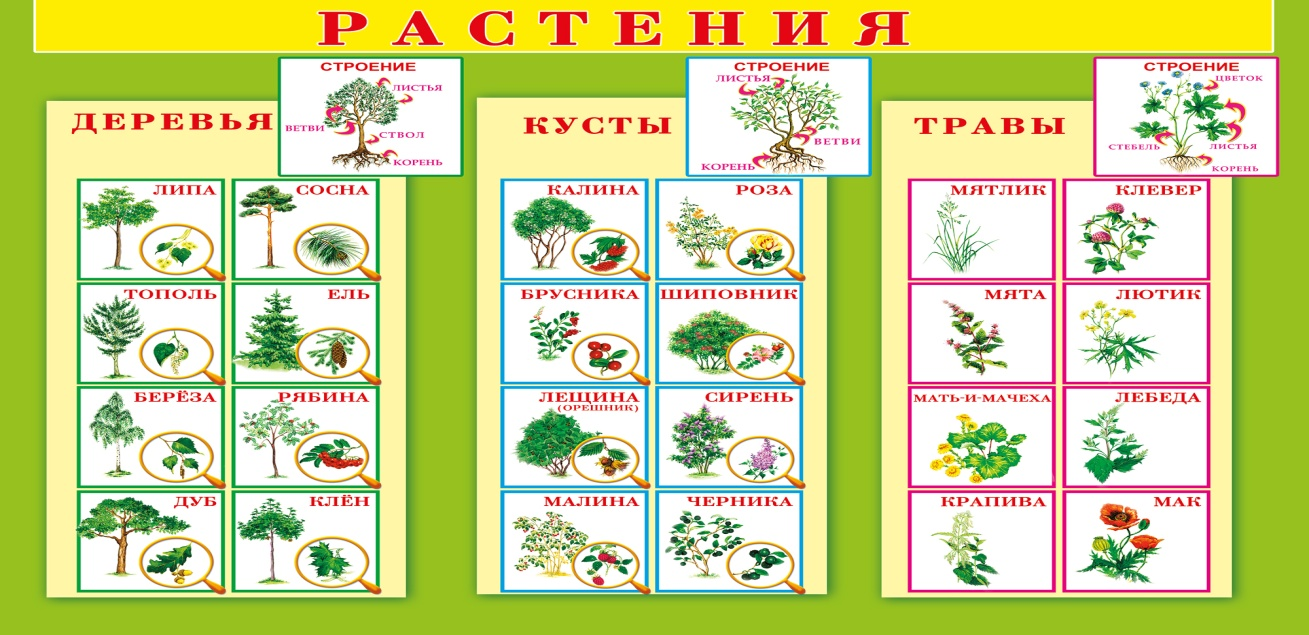 РАСТЕНИЯ
ДЕРЕВЬЯ
СТРОЕНИЕ
ЛИСТЬЯ
ВЕТВИ
СТВОЛ
КОРЕНЬ
ЛИПА
СОСНА
ТОПОЛЬ
ЕЛЬ
БЕРЁЗА
РЯБИНА
ДУБ
КЛЁН
КУСТЫ
СТРОЕНИЕ
ЛИСТЬЯ
ВЕТВИ
КОРЕНЬ
КАЛИНА
РОЗА
БРУСНИКА
ШИПОВНИК
ЛЕЩИНА
(ОРЕШНИК)
СИРЕНЬ
МАЛИНА
ЧЕРНИКА
ТРАВЫ
СТРОЕНИЕ
ЦВЕТОК
СТЕБЕЛЬ
ЛИСТЬЯ
КОРЕНЬ
МЯТЛИК
КЛЕВЕР
МЯТА
ЛЮТИК
МАТЬ-И-МАЧЕХА
ЛЕБЕДА
КРАПИВА
МАК